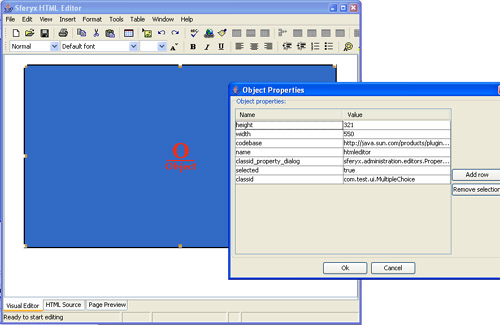 Sferyx HTML Editor
File Edit View Insert Format Tools Table Window Help
Normal Default font
B I U
Object
Visual Editor HTML Source Page Preview
Ready to start editing
Object Properties
Object properties:
Name Value
height 321
width 550
codebase http://java.sun.com/products/plugin...
name htmleditor
classid_property_dialog sferyx.administration.editors.Proper...
selected true
classid com.test.ui.MultipleChoice
Add row
Remove selection
Ok Cancel